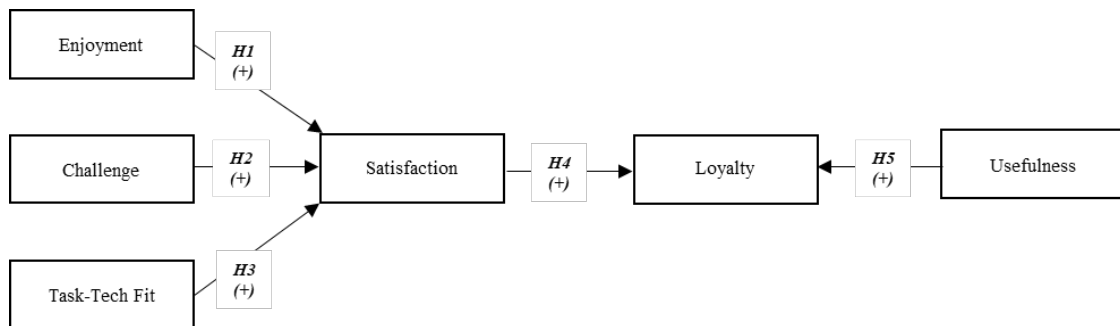 Enjoyment
H1
(+)
Challenge
H2
(+)
Satisfaction
H4
(+)
Loyalty
H5
(+)
Usefulness
H3
(+)
Task-Tech Fit